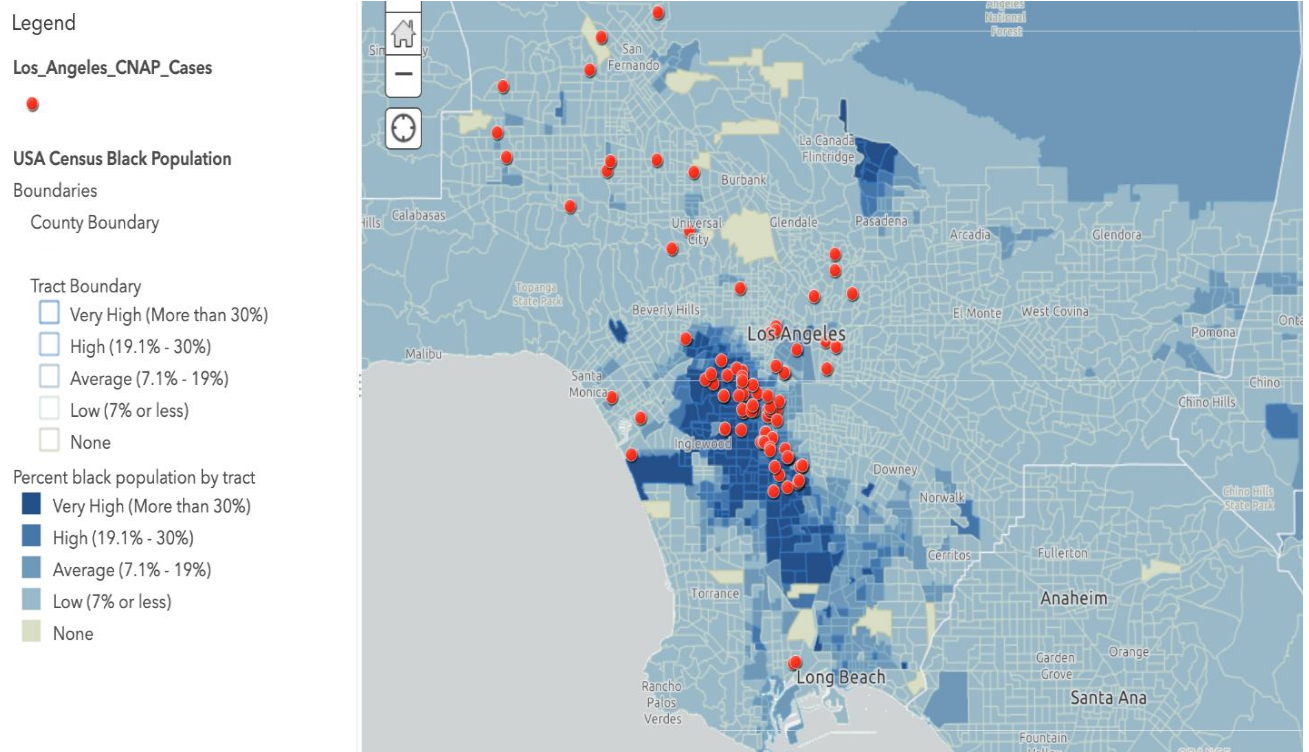 Legend
Los_Angeles_CNAP_Cases
USA Census Black Population
Boundaries
County Boundary
Tract Boundary
Very High (More than 30%)
High (19.1% - 30%)
Average (7.1% - 19%)
Low (7% or less)
None
Percent black population by tract
Very High (More than 30%)
High (19.1% - 30%)
Average (7.1% - 19%)
Low (7% or less)
None
Angeles
National
Forest
San
Fernando
La Cañada
Flintridge
Burbank
Calabasas
Universal
City
Glendale
Pasadena
Arcadia
Glendora
Topanga
State Park
Beverly Hills
El Monte
West Covina
Los Angeles
Pomona
Malibu
Santa
Monica
Chino
Chino Hills
Inglewood
Downey
Norwalk
Chino Hills
State Park
Cerritos
Fullerton
Torrance
Anaheim
Garden
Grove
Orange
Long Beach
Rancho
Palos
Verdes
Santa Ana
Fountain